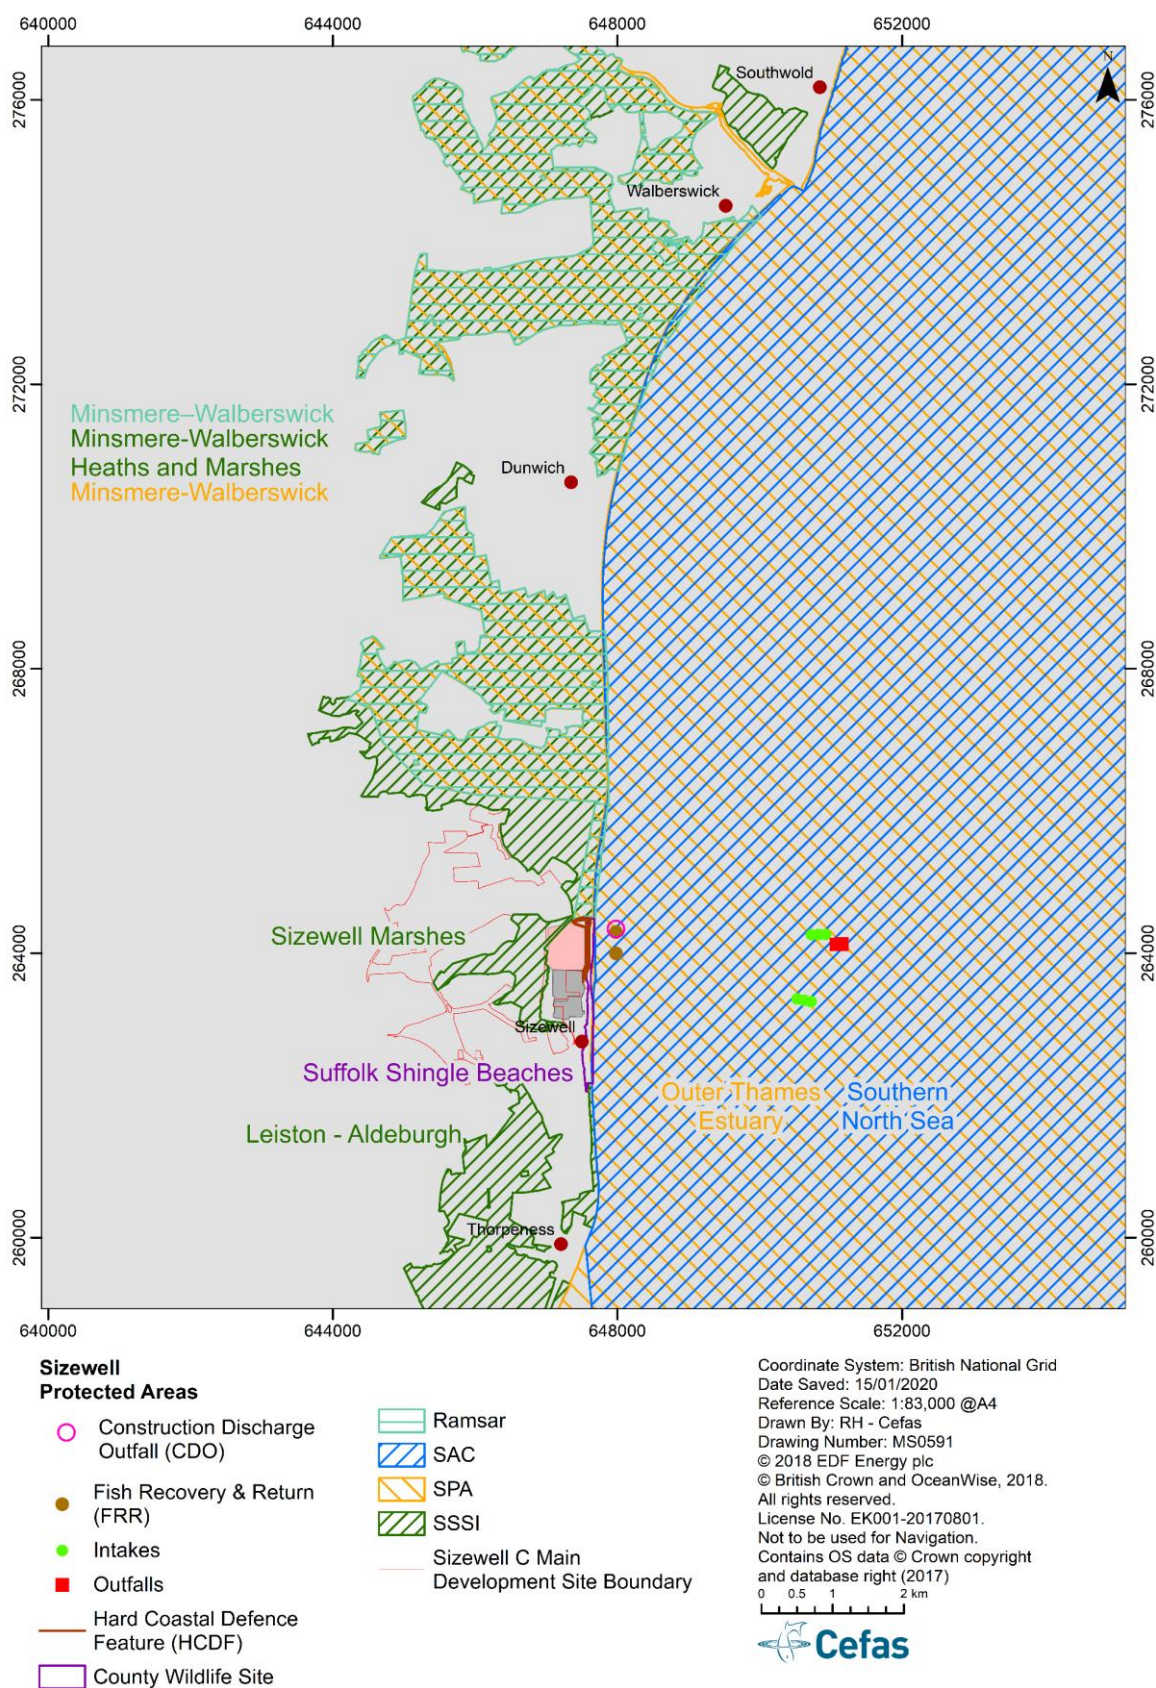 640000 644000 648000 652000
N
276000 276000
Southwold
Walberswick
272000 272000
Minsmere–Walberswick
Minsmere-Walberswick
Heaths and Marshes
Minsmere-Walberswick
Dunwich
268000 268000
Sizewell Marshes
264000 264000
Sizewell
Suffolk Shingle Beaches
Outer Thames Southern
Estuary North Sea
Leiston - Aldeburgh
Thorpeness
260000 260000
640000 644000 648000 652000
Sizewell
Protected Areas
Construction Discharge
Outfall (CDO)
Fish Recovery & Return
(FRR)
Intakes
Outfalls
Hard Coastal Defence
Feature (HCDF)
County Wildlife Site
Ramsar
SAC
SPA
SSSI
Sizewell C Main
Development Site Boundary
Coordinate System: British National Grid
Date Saved: 15/01/2020
Reference Scale: 1:83,000 @A4
Drawn By: RH - Cefas
Drawing Number: MS0591
© 2018 EDF Energy plc
© British Crown and OceanWise, 2018.
All rights reserved.
License No. EK001-20170801.
Not to be used for Navigation.
Contains OS data © Crown copyright
and database right (2017)
0 0.5 1 2 km
Cefas